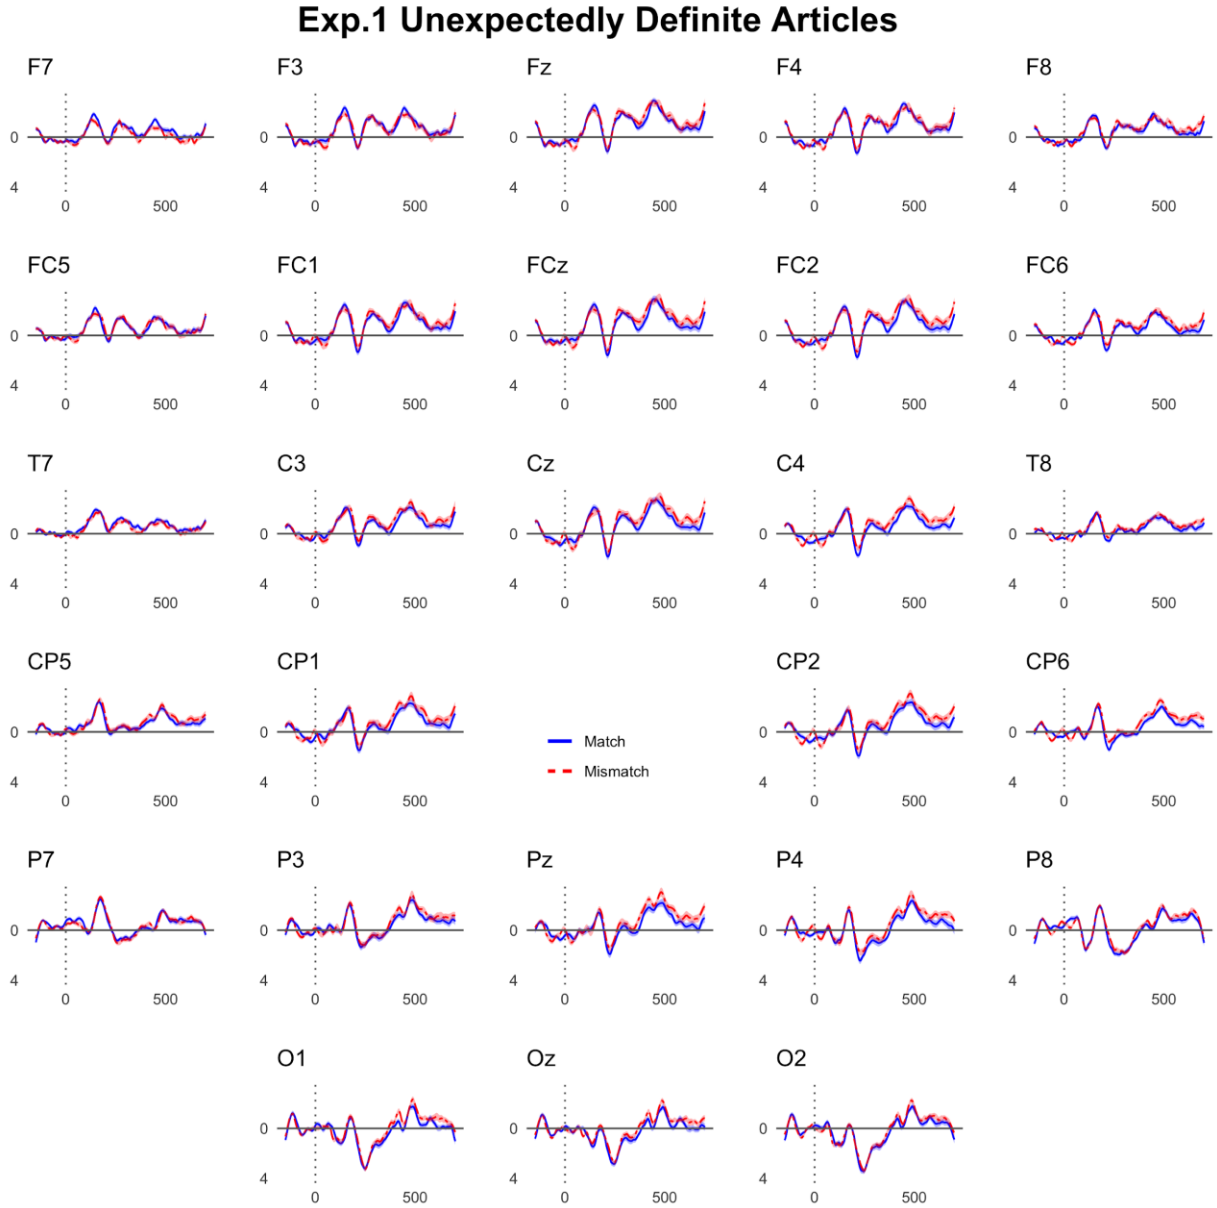 Exp.1 Unexpectedly Definite Articles
F7 F3 Fz F4 F8
0 0 0 0 0
4 4 4 4 4
0 500 0 500 0 500 0 500 0 500
FC5 FC1 FCz FC2 FC6
0 0 0 0 0
4 4 4 4 4
0 500 0 500 0 500 0 500 0 500
T7 C3 Cz C4 T8
0 0 0 0 0
4 4 4 4 4
0 500 0 500 0 500 0 500 0 500
CP5 CP1 CP2 CP6
0 0 0 0
Match
Mismatch
4 4 4 4
0 500 0 500 0 500 0 500
P7 P3 Pz P4 P8
0 0 0 0 0
4 4 4 4 4
0 500 0 500 0 500 0 500 0 500
O1 Oz O2
0 0 0
4 4 4
0 500 0 500 0 500